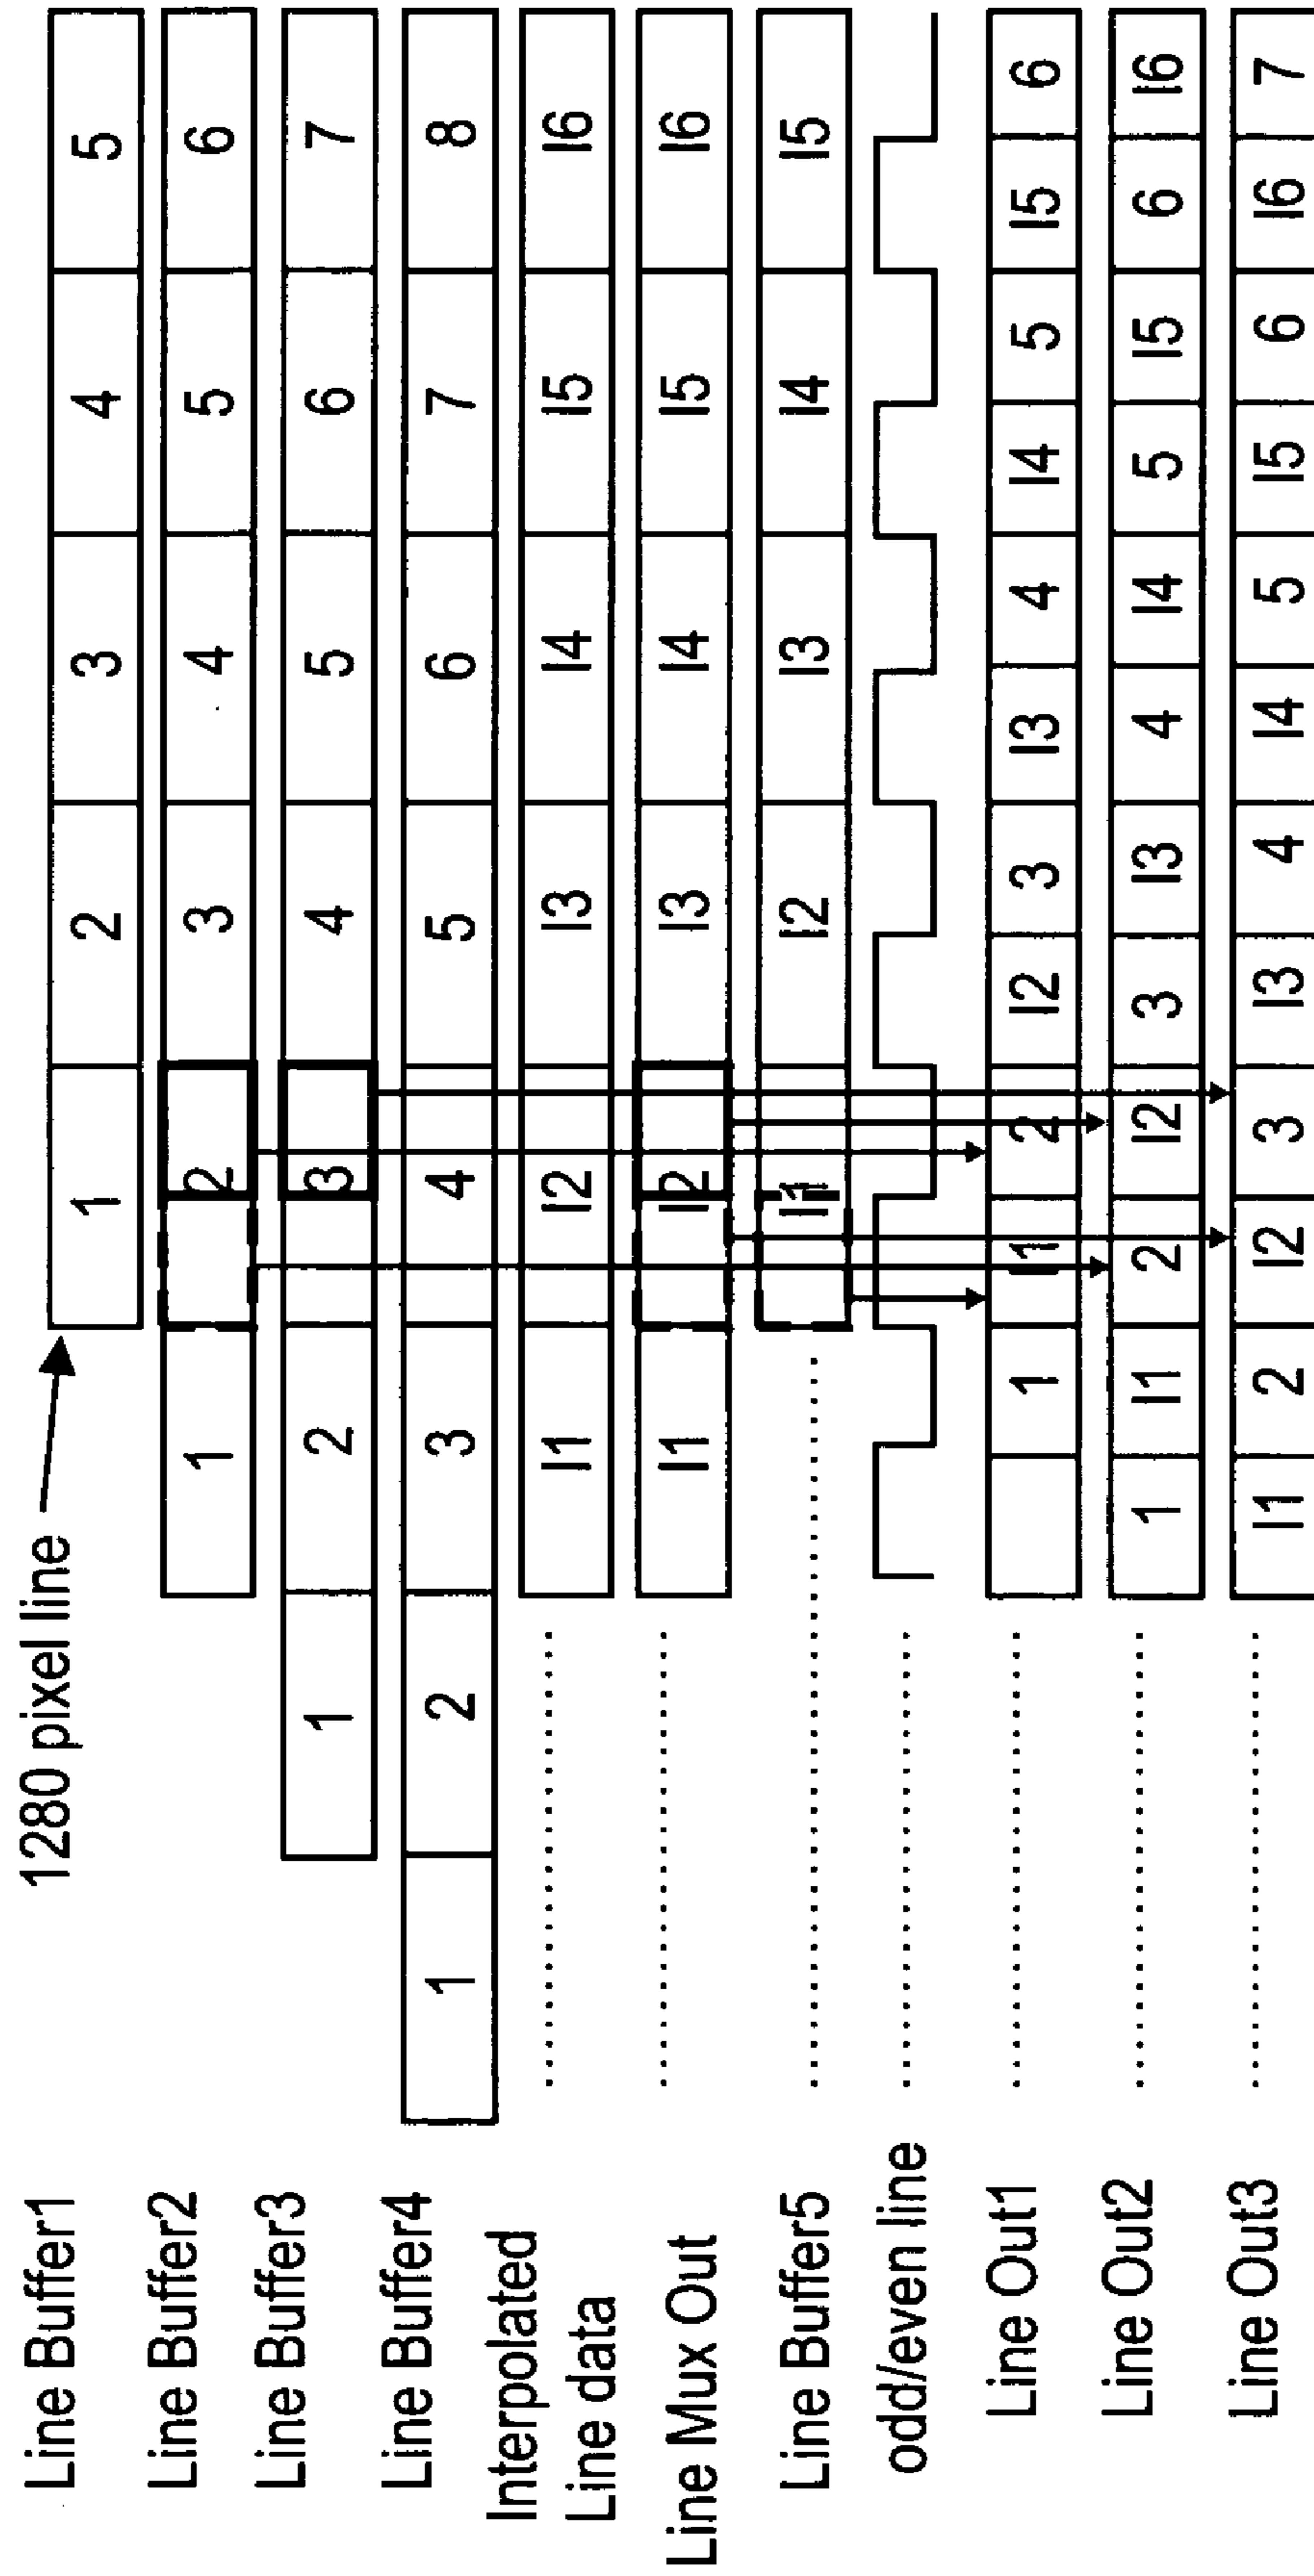 1280 pixel line
Line Buffer1 1 2 3 4 5
Line Buffer2 1 2 3 4 5 6
Line Buffer3 1 2 3 4 5 6 7
Line Buffer4 1 2 3 4 5 6 7 8
Interpolated
Line data I1 I2 I3 I4 I5 I6
Line Mux Out I1 I2 I3 I4 I5 I6
Line Buffer5 I1 I2 I3 I4 I5
odd/even line
Line Out1 1 I1 2 I2 3 I3 4 I4 5 I5 6
Line Out2 1 I1 2 I2 3 I3 4 I4 5 I5 6 I6
Line Out3 I1 2 I2 3 I3 4 I4 5 I5 6 I6 7